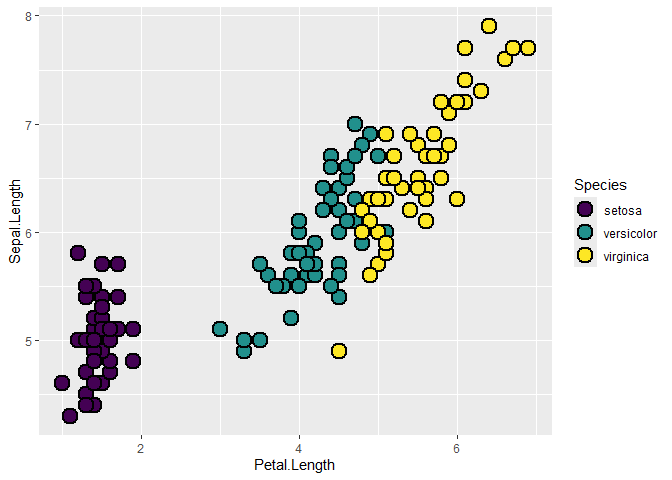 8
7
6
5
Sepal.Length
2
4
6
Petal.Length
Species
setosa
versicolor
virginica